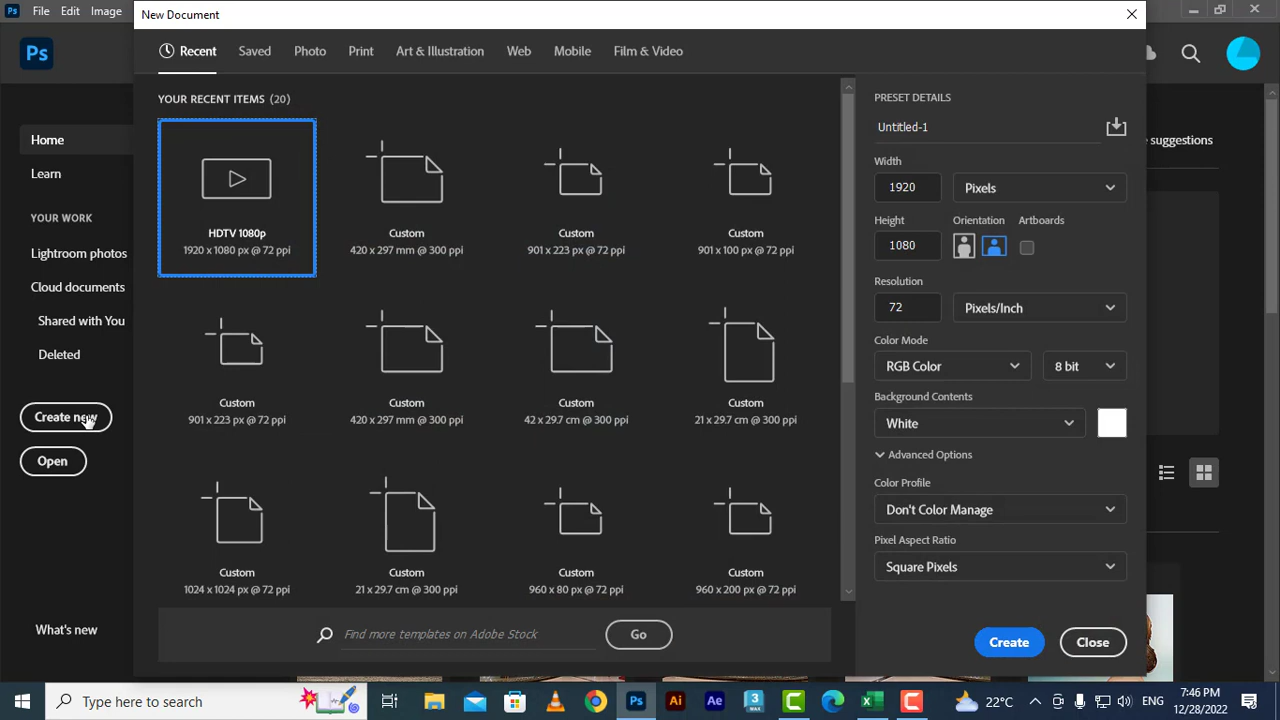 File Edit Image
New Document
Ps
Recent Saved Photo Print Art & Illustration Web Mobile Film & Video
YOUR RECENT ITEMS (20)
HDTV 1080p
1920 x 1080 px @ 72 ppi
Custom
420 x 297 mm @ 300 ppi
Custom
901 x 223 px @ 72 ppi
Custom
901 x 100 px @ 72 ppi
Custom
901 x 223 px @ 72 ppi
Custom
420 x 297 mm @ 300 ppi
Custom
42 x 29.7 cm @ 300 ppi
Custom
21 x 29.7 cm @ 300 ppi
Custom
1024 x 1024 px @ 72 ppi
Custom
21 x 29.7 cm @ 300 ppi
Custom
960 x 80 px @ 72 ppi
Custom
960 x 200 px @ 72 ppi
Find more templates on Adobe Stock
Go
Home
Learn
YOUR WORK
Lightroom photos
Cloud documents
Shared with You
Deleted
Create new
Open
What's new
PRESET DETAILS
Untitled-1
Width
1920 Pixels
Height Orientation Artboards
1080
Resolution
72 Pixels/Inch
Color Mode
RGB Color 8 bit
Background Contents
White
Advanced Options
Color Profile
Don't Color Manage
Pixel Aspect Ratio
Square Pixels
Create Close
e suggestions
Type here to search
Ps Ai Ae 3 MAX
22°C
ENG
7:46 PM
12/28/2022